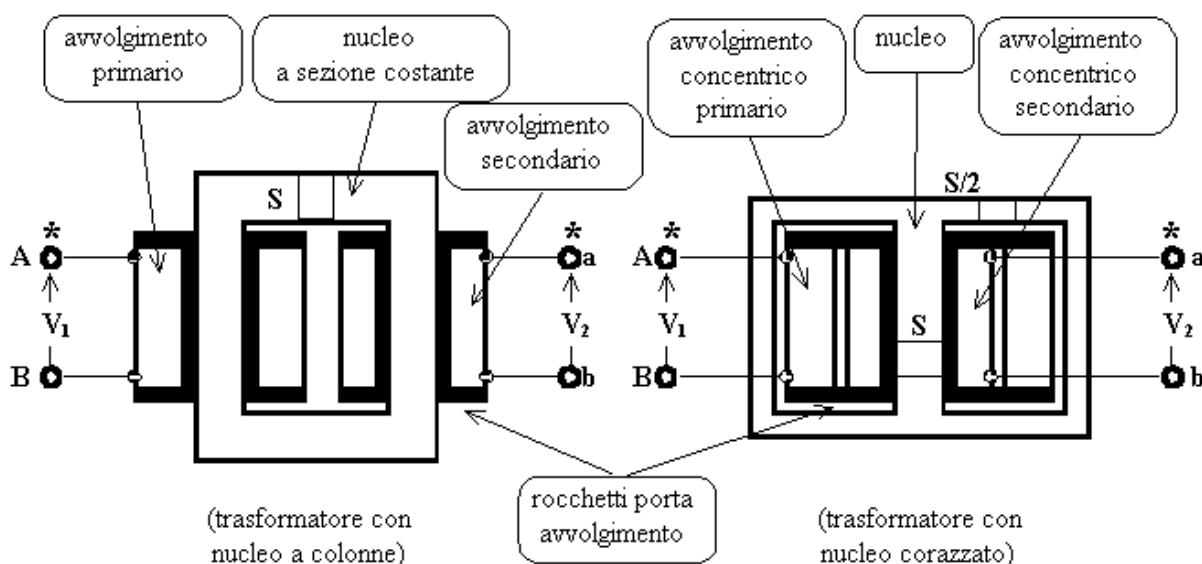 avvolgimento
primario
nucleo
a sezione costante
avvolgimento
secondario
avvolgimento
concentrico
primario
nucleo
avvolgimento
concentrico
secondario
S
S/2
* * * *
A a A a
V1 V2 V1 S V2
B b B b
rocchetti porta
avvolgimento
(trasformatore con
nucleo a colonne)
(trasformatore con
nucleo corazzato)